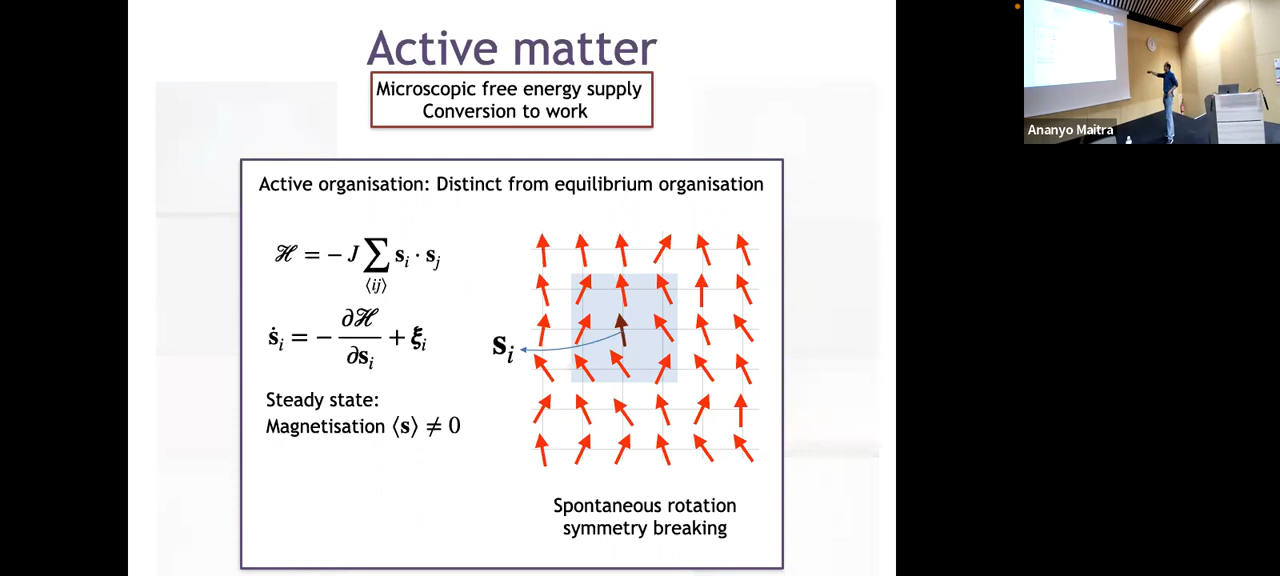 Active matter
Microscopic free energy supply
Conversion to work
Active organisation: Distinct from equilibrium organisation
ℋ = − J ∑⟨ij⟩ 𝐬ᵢ · 𝐬ⱼ
𝐬̇ᵢ = − ∂ℋ/∂𝐬ᵢ + ξᵢ
Steady state:
Magnetisation ⟨𝐬⟩ ≠ 0
𝐬ᵢ
Spontaneous rotation
symmetry breaking
Ananyo Maitra